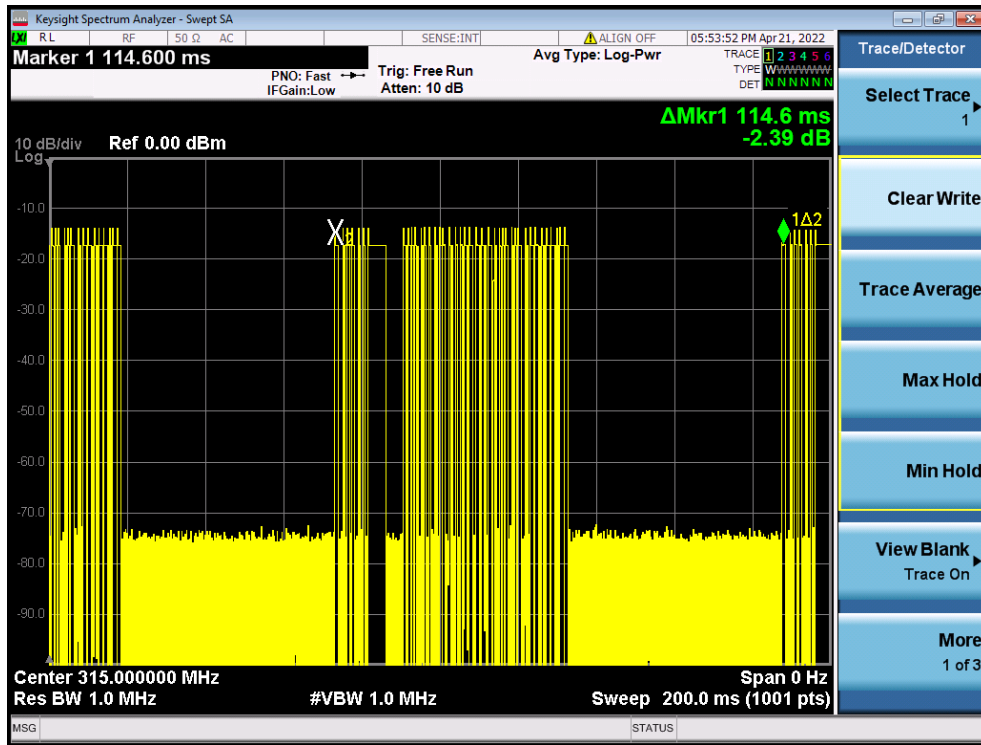 Keysight Spectrum Analyzer - Swept SA
LXI RL RF 50 Ω AC SENSE:INT ALIGN OFF 05:53:52 PM Apr 21, 2022
Marker 1 114.600 ms
PNO: Fast
IFGain:Low
Trig: Free Run
Atten: 10 dB
Avg Type: Log-Pwr
TRACE 1 2 3 4 5 6
TYPE WWWWWW
DET N N N N N N
ΔMkr1 114.6 ms
-2.39 dB
10 dB/div Ref 0.00 dBm
Log
-10.0
-20.0
-30.0
-40.0
-50.0
-60.0
-70.0
-80.0
-90.0
1Δ2
Center 315.000000 MHz Span 0 Hz
Res BW 1.0 MHz #VBW 1.0 MHz Sweep 200.0 ms (1001 pts)
MSG STATUS
Trace/Detector
Select Trace
1
Clear Write
Trace Average
Max Hold
Min Hold
View Blank
Trace On
More
1 of 3